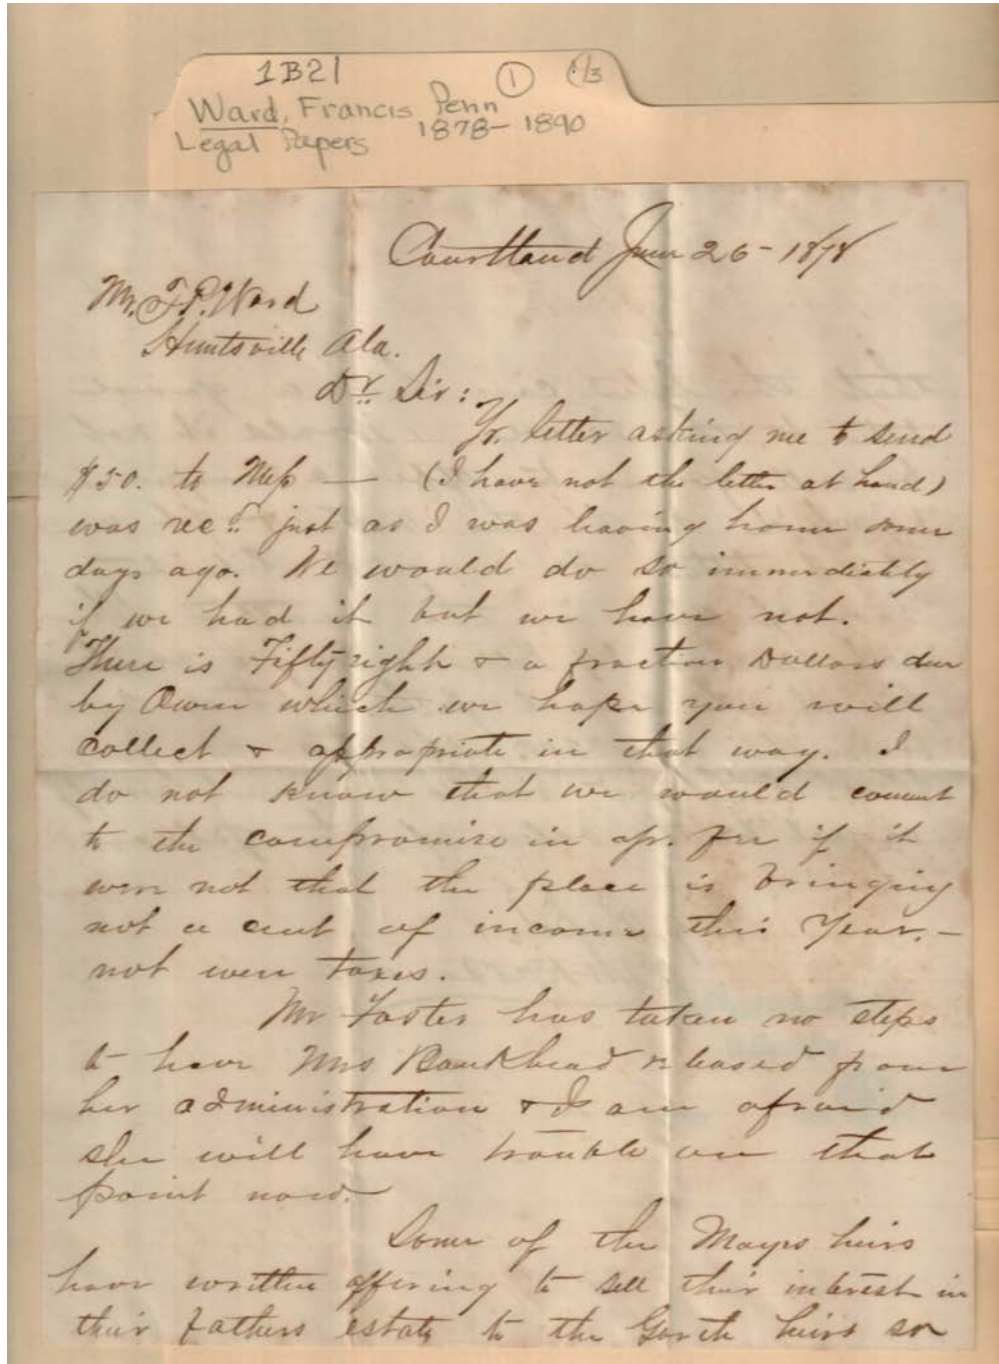 1B21 1 1/3
Ward, Francis Penn
Legal Papers 1878-1890
Courtland June 26 - 1878
Mr. F.P. Ward
Huntsville Ala.
Dr. Sir:
Yr. letter asking me to send
$50. to Mess — (I have not the letter at hand)
was rec'd just as I was leaving home some
days ago. We would do so immediately
if we had it but we have not.
There is Fifty eight & a fraction Dollars due
by Owen which we hope you will
collect & appropriate in that way. I
do not know that we would consent
to the compromise in if it
were not that the place is bringing
not a cent of income this Year, -
not even taxes.
Mr Foster has taken no steps
to have Mrs Bankhead released from
her administration & I am afraid
she will have trouble on that
point now.
Some of the Mayes heirs
have written offering to sell their interest in
their fathers estate to the Garth heirs so